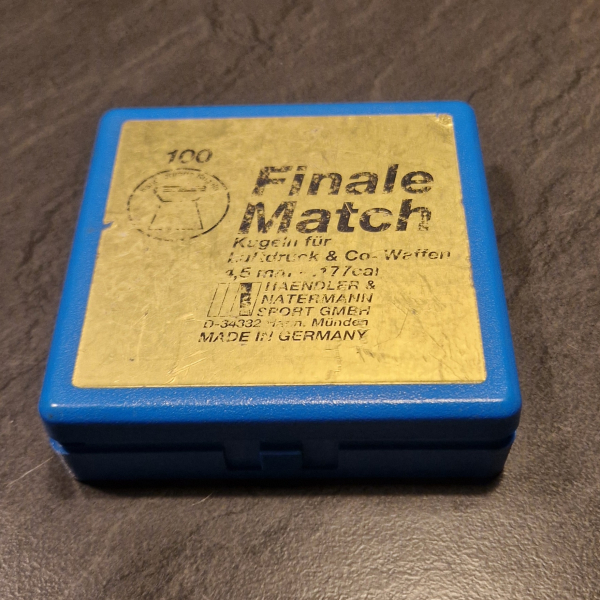 100
Finale
Match
Kugeln für
Luftdruck & Co₂ Waffen
4,5 mm - .177cal
HAENDLER &
NATERMANN
SPORT GMBH
D-34332 Hann. Münden
MADE IN GERMANY